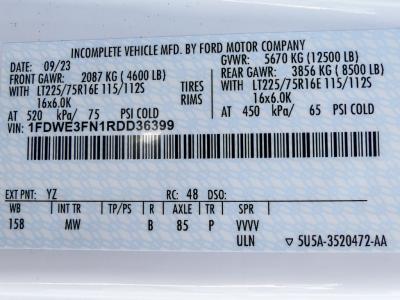 INCOMPLETE VEHICLE MFD. BY FORD MOTOR COMPANY
DATE: 09/23 GVWR: 5670 KG (12500 LB)
FRONT GAWR: 2087 KG (4600 LB) REAR GAWR: 3856 KG (8500 LB)
WITH LT225/75R16E 115/112S TIRES WITH LT225/75R16E 115/112S
16x6.0K RIMS 16x6.0K
AT 520 kPa/ 75 PSI COLD AT 450 kPa/ 65 PSI COLD
VIN: 1FDWE3FN1RDD36399
EXT PNT: YZ RC: 48 DSO:
WB INT TR TP/PS R AXLE TR SPR
158 MW B 85 P VVVV
ULN 5U5A-3520472-AA